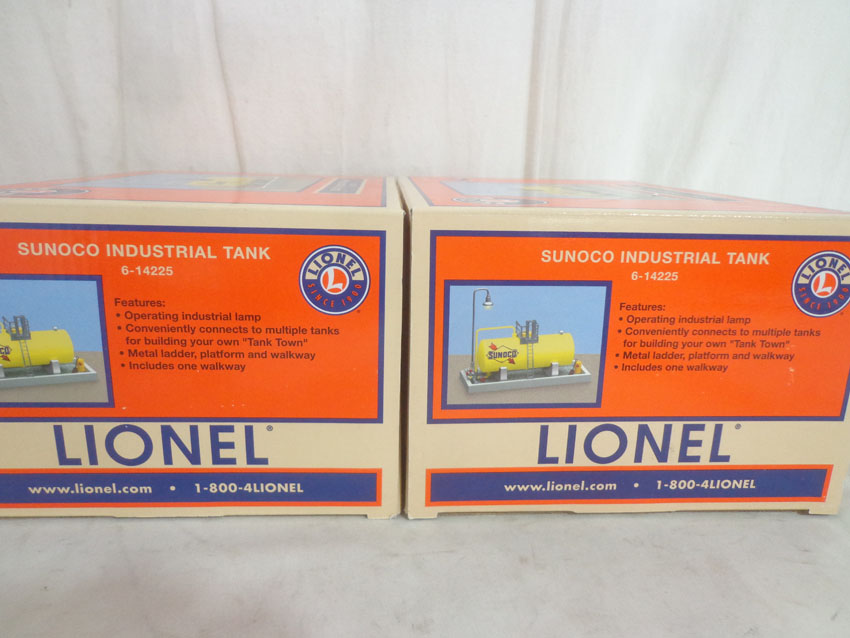 SUNOCO INDUSTRIAL TANK
6-14225
LIONEL
L
SINCE 1900
Features:
• Operating industrial lamp
• Conveniently connects to multiple tanks
for building your own "Tank Town"
• Metal ladder, platform and walkway
• Includes one walkway
LIONEL®
www.lionel.com • 1-800-4LIONEL
SUNOCO INDUSTRIAL TANK
6-14225
LIONEL
L
SINCE 1900
Features:
• Operating industrial lamp
• Conveniently connects to multiple tanks
for building your own "Tank Town"
• Metal ladder, platform and walkway
• Includes one walkway
SUNOCO
LIONEL®
www.lionel.com • 1-800-4LIONEL